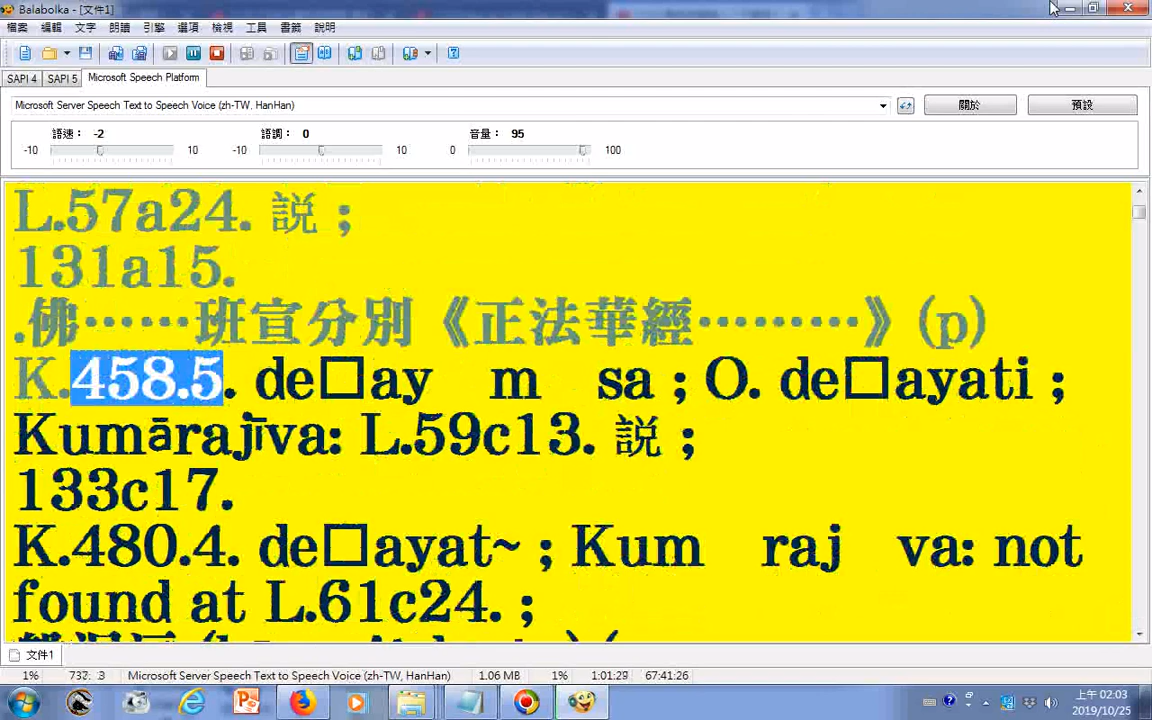 Balabolka - [文件1]
檔案 編輯 文字 朗讀 引擎 選項 檢視 工具 書籤 說明
SAPI 4 SAPI 5 Microsoft Speech Platform
Microsoft Server Speech Text to Speech Voice (zh-TW, HanHan) 關於 預設
語速： -2 語調： 0 音量： 95
-10 10 -10 10 0 100
L.57a24. 説；
131a15.
.佛……班宣分別《正法華經………》(p)
K.458.5. de□ay m sa；O. de□ayati；
Kumārajīva: L.59c13. 説；
133c17.
K.480.4. de□ayat~；Kum raj va: not
found at L.61c24.；
文件1
1% Microsoft Server Speech Text to Speech Voice (zh-TW, HanHan) 1.06 MB 1% 1:01:29 67:41:26
上午 02:03
2019/10/25